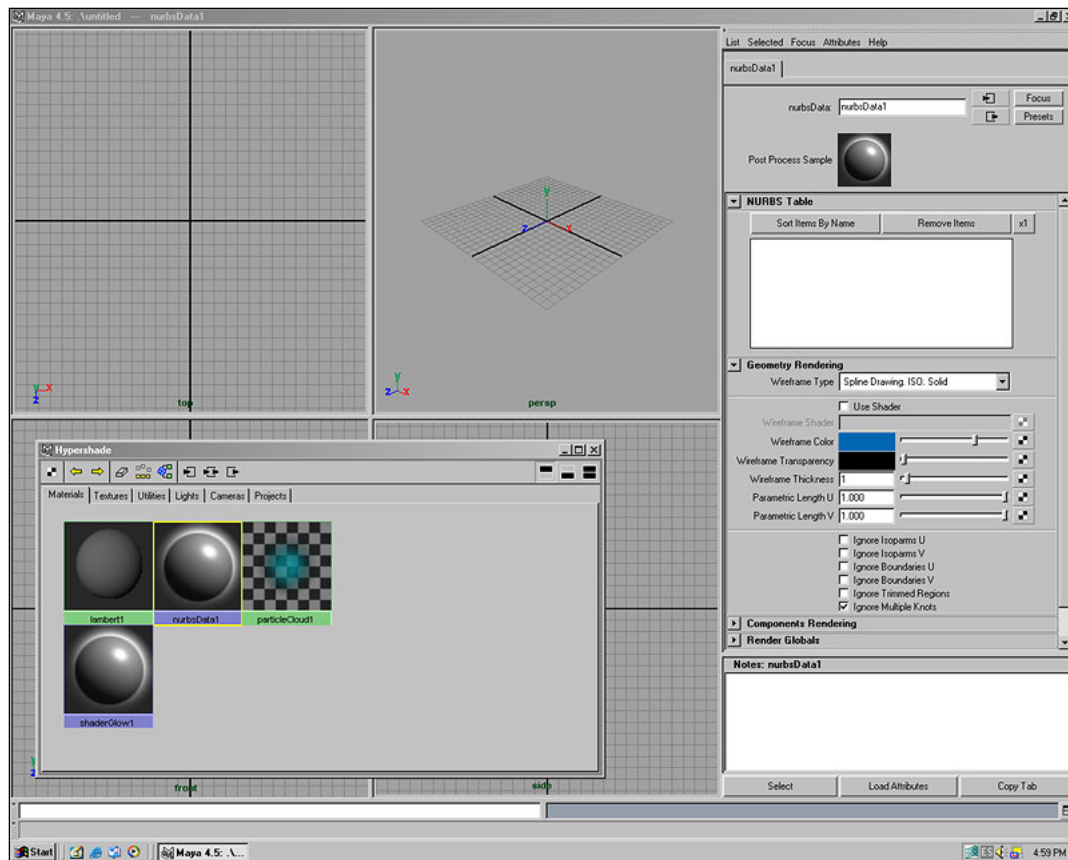 Maya 4.5: .\untitled --- nurbsData1
List Selected Focus Attributes Help
nurbsData1
nurbsData: nurbsData1 Focus
Presets
Post Process Sample
NURBS Table
Sort Items By Name Remove Items x1
Geometry Rendering
Wireframe Type Spline Drawing, ISO, Solid
Use Shader
Wireframe Shader
Wireframe Color
Wireframe Transparency
Wireframe Thickness 1
Parametric Length U 1.000
Parametric Length V 1.000
Ignore Isoparms U
Ignore Isoparms V
Ignore Boundaries U
Ignore Boundaries V
Ignore Trimmed Regions
Ignore Multiple Knots
Components Rendering
Render Globals
Notes: nurbsData1
Select Load Attributes Copy Tab
y x
z
top
y
z x
y
z x
persp
Hypershade
Materials Textures Utilities Lights Cameras Projects
lambert1 nurbsData1 particleCloud1
shaderGlow1
y
z
front side
Start Maya 4.5: .\... ES 4:59 PM